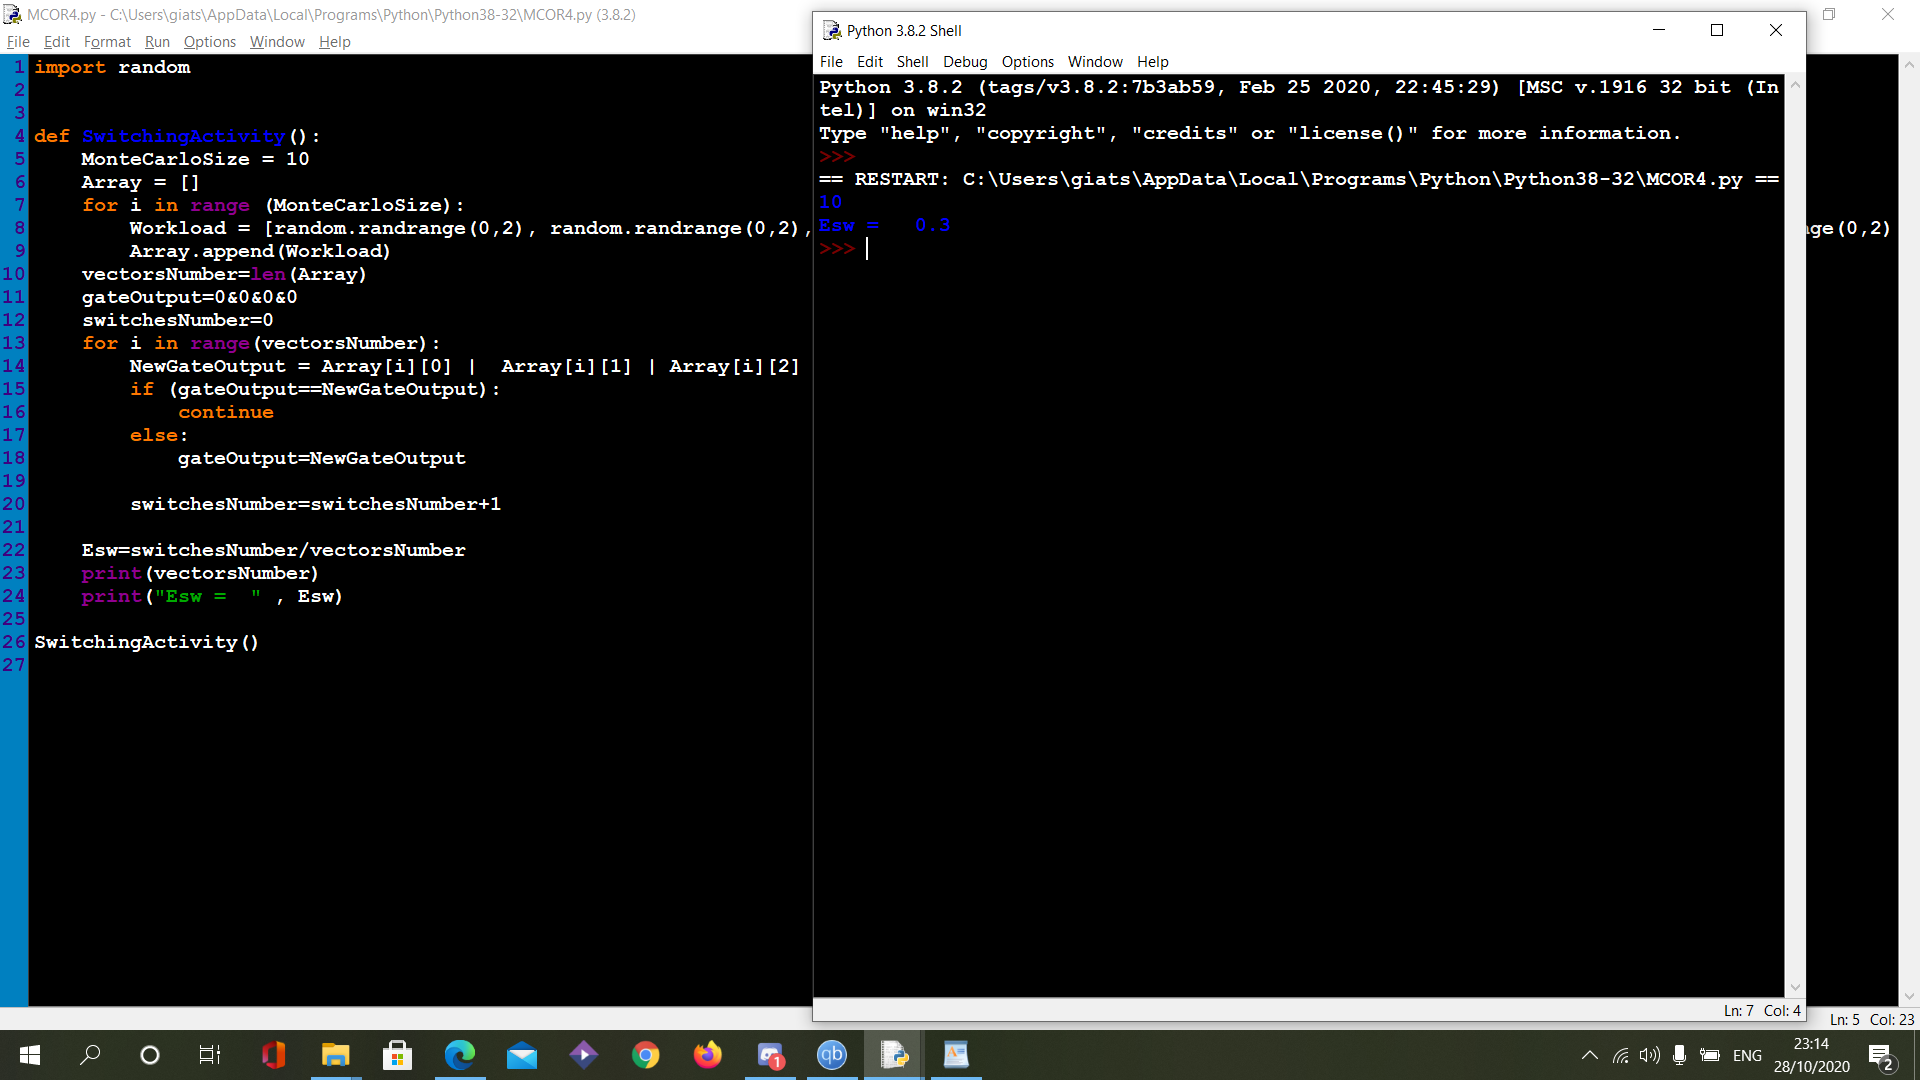 MCOR4.py - C:\Users\giats\AppData\Local\Programs\Python\Python38-32\MCOR4.py (3.8.2)
File Edit Format Run Options Window Help
1 import random
2
3
4 def SwitchingActivity():
5     MonteCarloSize = 10
6     Array = []
7     for i in range (MonteCarloSize):
8         Workload = [random.randrange(0,2), random.randrange(0,2), ge(0,2)
9         Array.append(Workload)
10     vectorsNumber=len(Array)
11     gateOutput=0&0&0&0
12     switchesNumber=0
13     for i in range(vectorsNumber):
14         NewGateOutput = Array[i][0] |  Array[i][1] | Array[i][2]
15         if (gateOutput==NewGateOutput):
16             continue
17         else:
18             gateOutput=NewGateOutput
19
20         switchesNumber=switchesNumber+1
21
22     Esw=switchesNumber/vectorsNumber
23     print(vectorsNumber)
24     print("Esw =  " , Esw)
25
26 SwitchingActivity()
27
Ln: 5 Col: 23
Python 3.8.2 Shell
File Edit Shell Debug Options Window Help
Python 3.8.2 (tags/v3.8.2:7b3ab59, Feb 25 2020, 22:45:29) [MSC v.1916 32 bit (In
tel)] on win32
Type "help", "copyright", "credits" or "license()" for more information.
>>>
== RESTART: C:\Users\giats\AppData\Local\Programs\Python\Python38-32\MCOR4.py ==
10
Esw =   0.3
>>>
Ln: 7 Col: 4
1
qb
ENG
23:14
28/10/2020
2